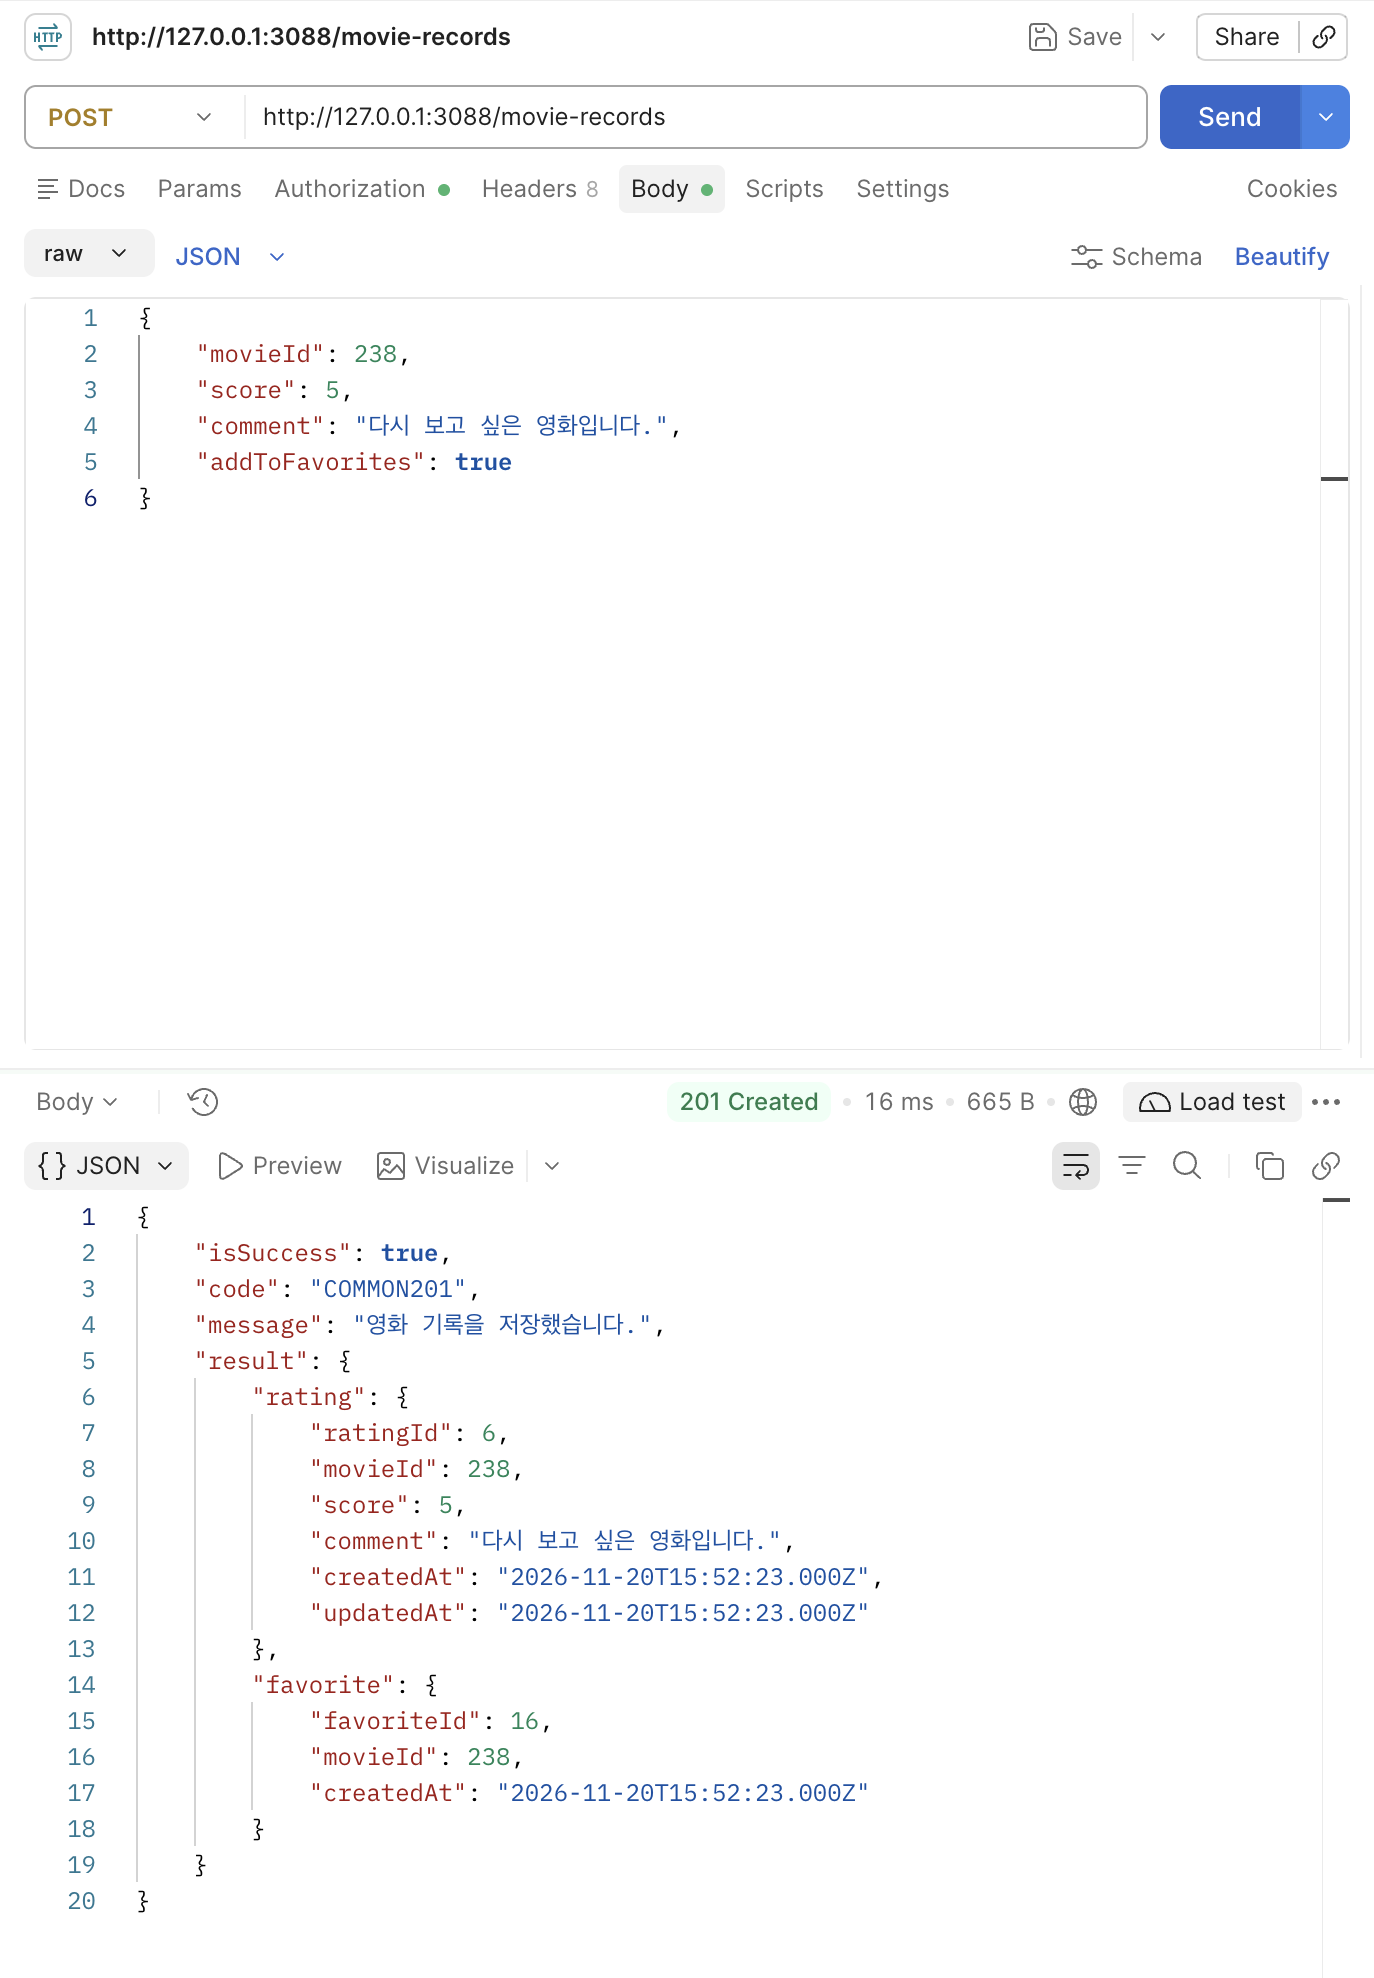 HTTP http://127.0.0.1:3088/movie-records Save Share
POST http://127.0.0.1:3088/movie-records Send
Docs Params Authorization Headers 8 Body Scripts Settings Cookies
raw JSON Schema Beautify
1 {
2 "movieId": 238,
3 "score": 5,
4 "comment": "다시 보고 싶은 영화입니다.",
5 "addToFavorites": true
6 }
Body 201 Created • 16 ms • 665 B • Load test
{} JSON Preview Visualize
1 {
2 "isSuccess": true,
3 "code": "COMMON201",
4 "message": "영화 기록을 저장했습니다.",
5 "result": {
6 "rating": {
7 "ratingId": 6,
8 "movieId": 238,
9 "score": 5,
10 "comment": "다시 보고 싶은 영화입니다.",
11 "createdAt": "2026-11-20T15:52:23.000Z",
12 "updatedAt": "2026-11-20T15:52:23.000Z"
13 },
14 "favorite": {
15 "favoriteId": 16,
16 "movieId": 238,
17 "createdAt": "2026-11-20T15:52:23.000Z"
18 }
19 }
20 }